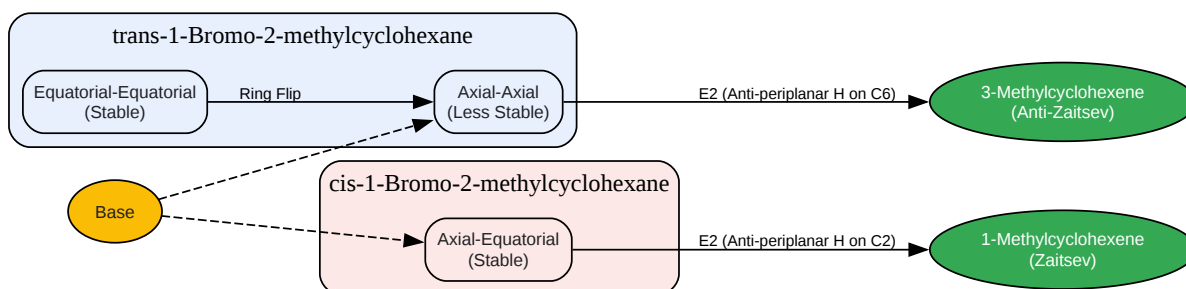 trans-1-Bromo-2-methylcyclohexane
Equatorial-Equatorial
(Stable)
Ring Flip
Axial-Axial
(Less Stable)
E2 (Anti-periplanar H on C6)
3-Methylcyclohexene
(Anti-Zaitsev)
Base
cis-1-Bromo-2-methylcyclohexane
Axial-Equatorial
(Stable)
E2 (Anti-periplanar H on C2)
1-Methylcyclohexene
(Zaitsev)